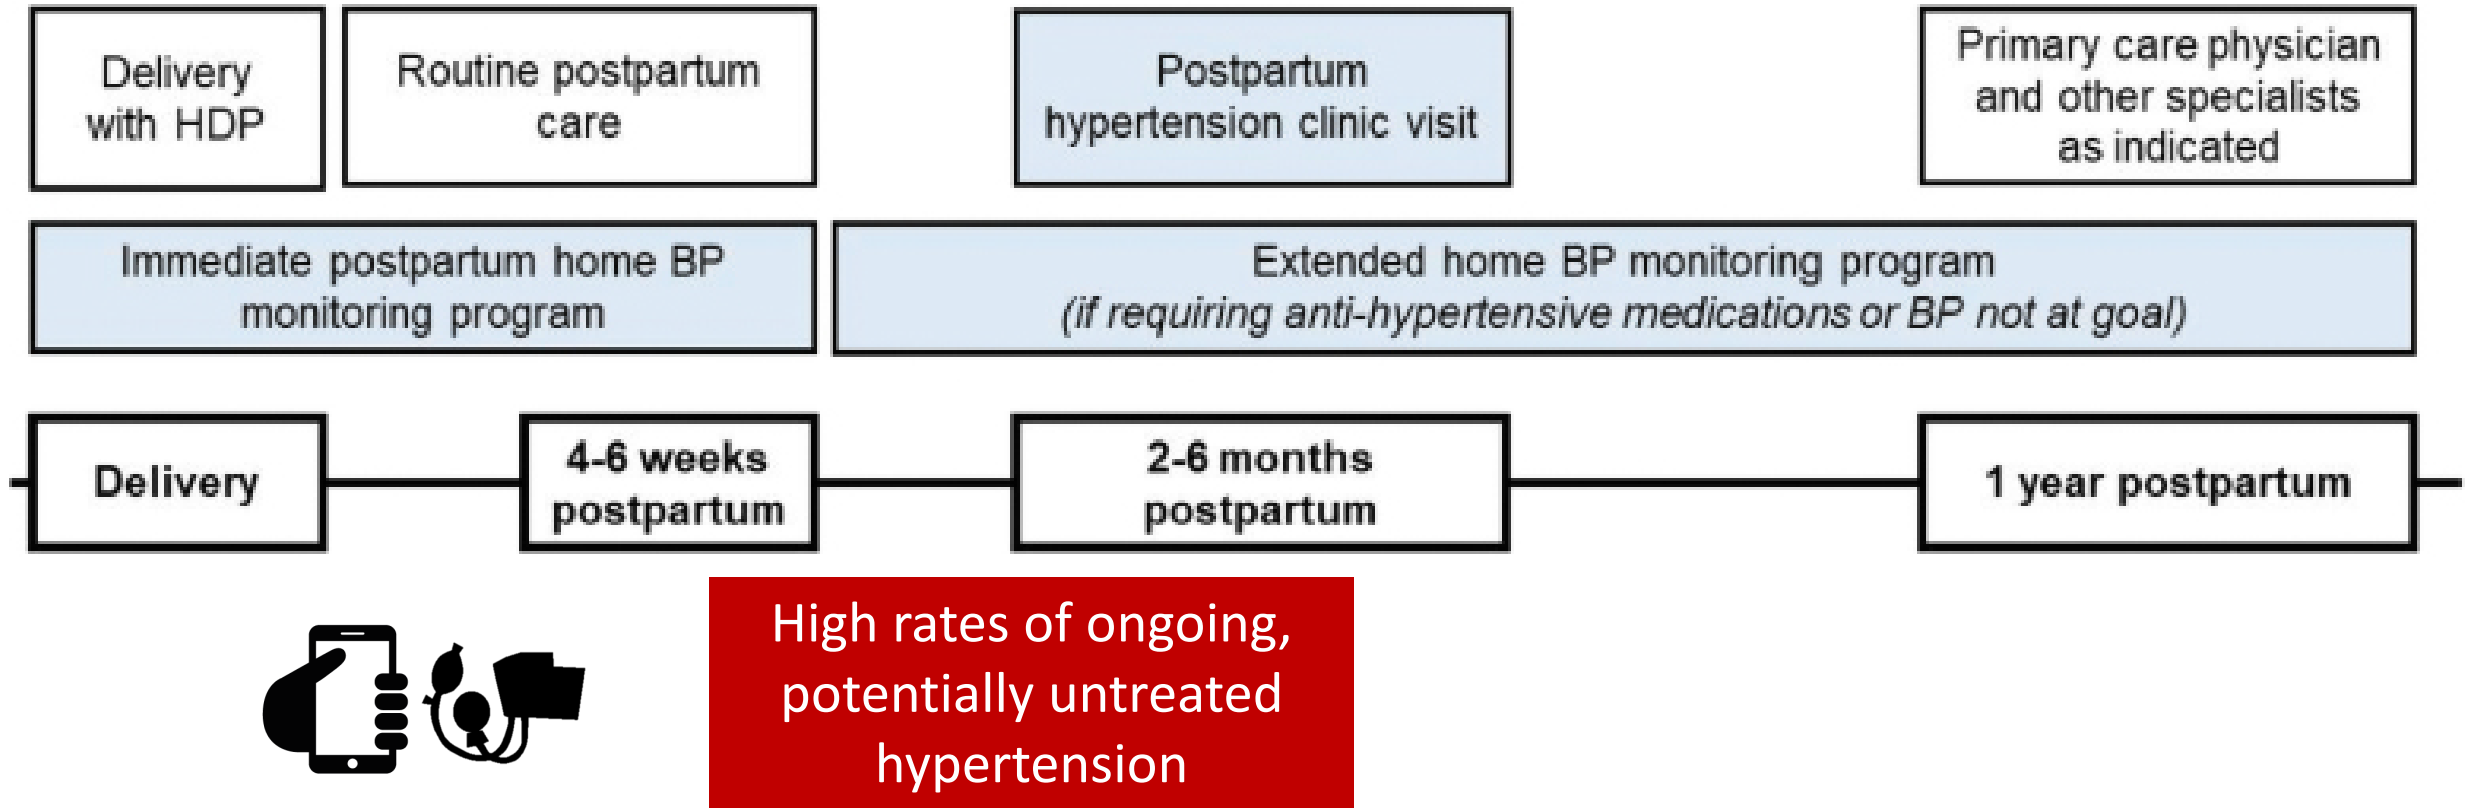 Delivery
with HDP
Routine postpartum
care
Postpartum
hypertension clinic visit
Primary care physician
and other specialists
as indicated
Immediate postpartum home BP
monitoring program
Extended home BP monitoring program
(if requiring anti-hypertensive medications or BP not at goal)
Delivery
4-6 weeks
postpartum
2-6 months
postpartum
1 year postpartum
High rates of ongoing,
potentially untreated
hypertension